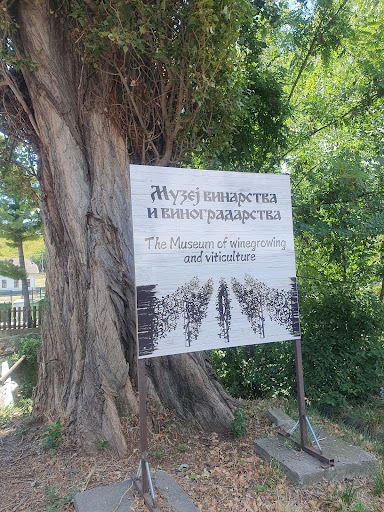 Музеј винарства
и виноградарства
The Museum of winegrowing
and viticulture